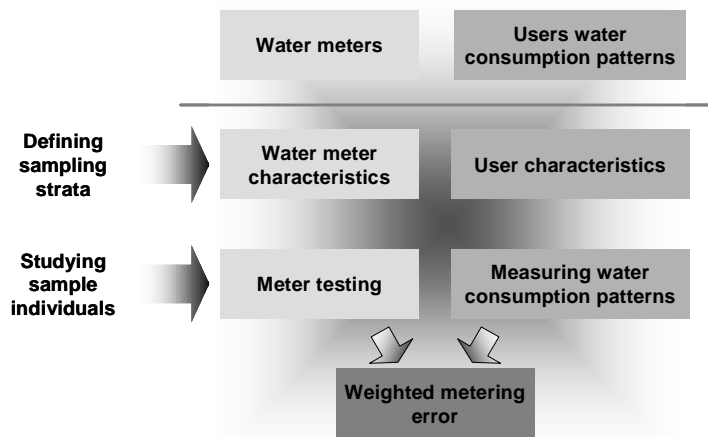 Water meters
Users water
consumption patterns
Defining
sampling
strata
Water meter
characteristics
User characteristics
Studying
sample
individuals
Meter testing
Measuring water
consumption patterns
Weighted metering
error